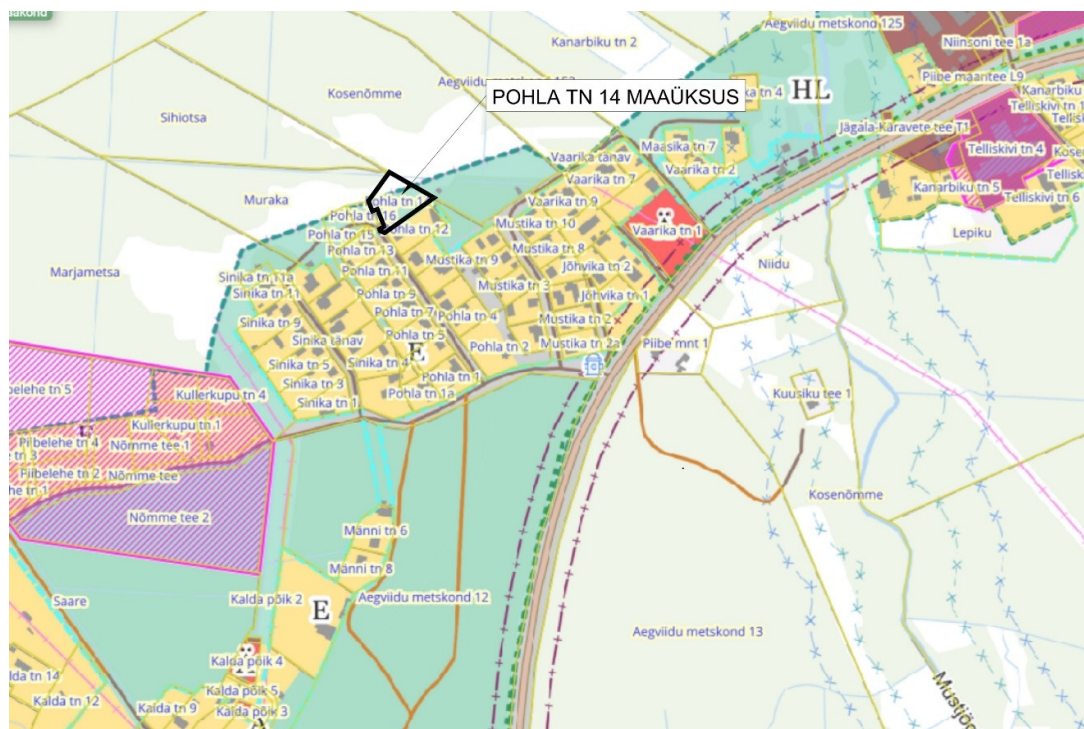 Aegviidu metskond 125
Kanarbiku tn 2
Niinsoni tee 1a
Aegviidu metskond 153
Piibe maantee L9
Kosenõmme
POHLA TN 14 MAAÜKSUS
HL
Sihiotsa
Jägala-Käravete tee T1
Telliskivi tn 4
Maasika tn 7
Vaarika tänav
Vaarika tn 2
Vaarika tn 7
Kanarbiku tn 5
Telliskivi tn 6
Muraka
Pohla tn 16
Pohla tn 12
Vaarika tn 9
Vaarika tn 1
Lepiku
Pohla tn 15
Mustika tn 10
Pohla tn 13
Mustika tn 8
Marjametsa
Sinika tn 11a
Pohla tn 11
Mustika tn 9
Jõhvika tn 2
Niidu
Sinika tn 11
Pohla tn 9
Mustika tn 3
Jõhvika tn 1
Sinika tn 9
Pohla tn 7
Pohla tn 4
Mustika tn 2
Sinika tänav
Pohla tn 5
Mustika tn 2a
Pohla tn 2
Piibe mnt 1
E
Sinika tn 5
Sinika tn 4
Sinika tn 3
Pohla tn 1
Kuusiku tee 1
Kullerkupu tn 4
Pohla tn 1a
Sinika tn 1
Kullerkupu tn 1
Piibelehe tn 4
Nõmme tee 1
Piibelehe tn 2
Nõmme tee
Kosenõmme
Nõmme tee 2
Männi tn 6
Männi tn 8
Saare
Kalda põik 2
E
Aegviidu metskond 12
Aegviidu metskond 13
Kalda põik 4
Kalda põik 5
Kalda tn 12
Kalda tn 9
Kalda põik 3